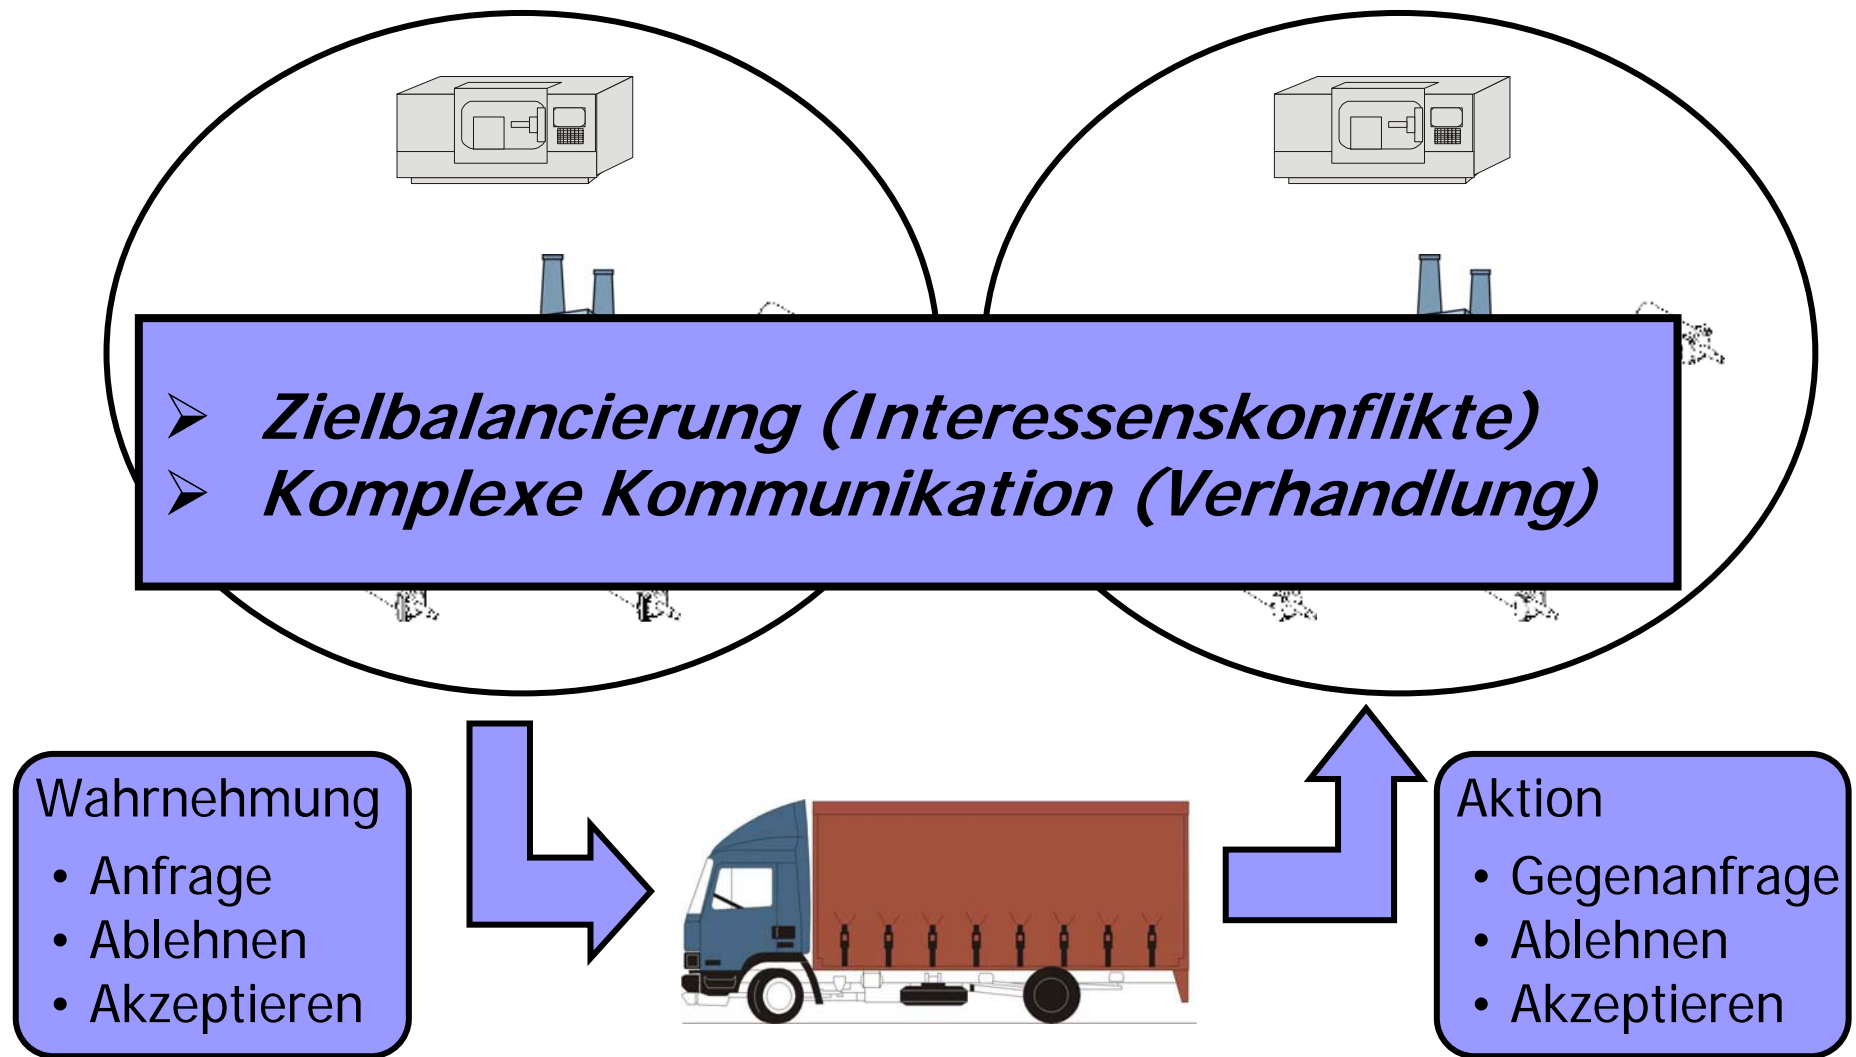 ➢ Zielbalancierung (Interessenskonflikte)
➢ Komplexe Kommunikation (Verhandlung)
Wahrnehmung
• Anfrage
• Ablehnen
• Akzeptieren
Aktion
• Gegenanfrage
• Ablehnen
• Akzeptieren